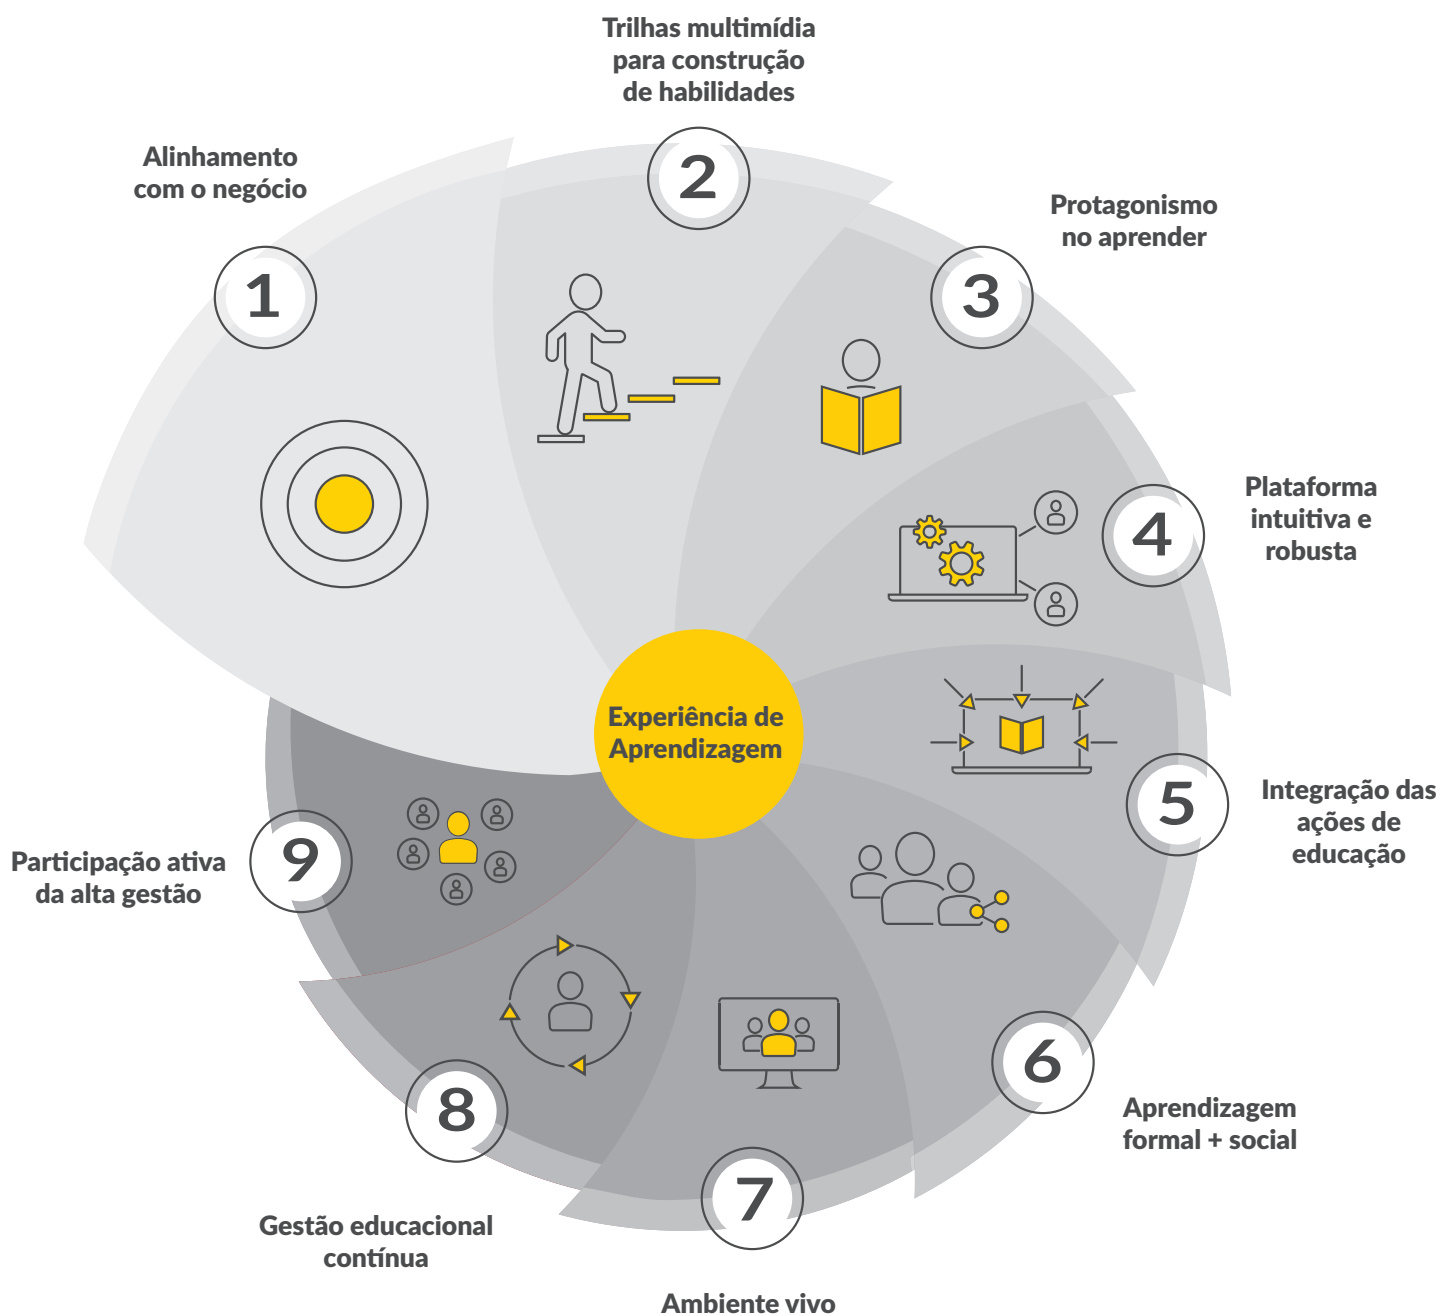 Alinhamento
com o negócio
1
Trilhas multimídia
para construção
de habilidades
2
Protagonismo
no aprender
3
Plataforma
intuitiva e
robusta
4
Integração das
ações de
educação
5
Aprendizagem
formal + social
6
Ambiente vivo
7
Gestão educacional
contínua
8
Participação ativa
da alta gestão
9
Experiência de
Aprendizagem